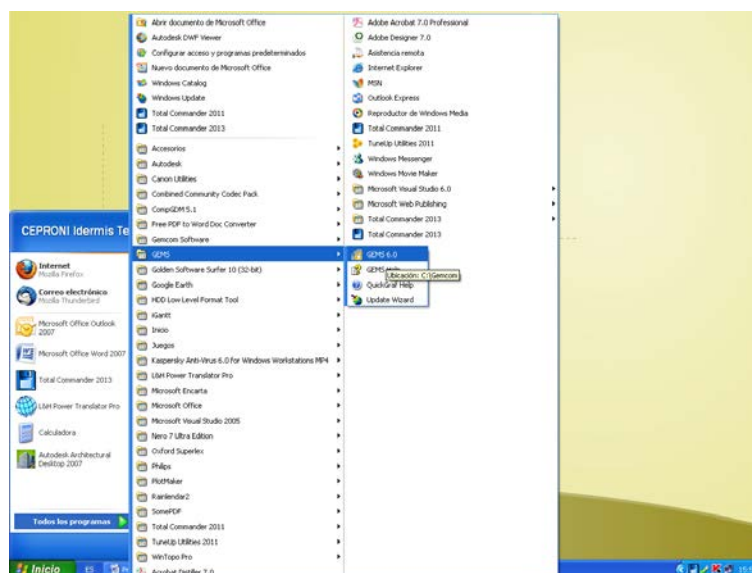 Abrir documento de Microsoft Office
Autodesk DWF Viewer
Configurar acceso y programas predeterminados
Nuevo documento de Microsoft Office
Windows Catalog
Windows Update
Total Commander 2011
Total Commander 2013
Accesorios
Autodesk
Canon Utilities
Combined Community Codec Pack
CompGDM 5.1
Free PDF to Word Doc Converter
Gemcom Software
GEMS
Golden Software Surfer 10 (32-bit)
Google Earth
HDD Low Level Format Tool
iGantt
Inicio
Juegos
Kaspersky Anti-Virus 6.0 for Windows Workstations MP4
L&H Power Translator Pro
Microsoft Encarta
Microsoft Office
Microsoft Visual Studio 2005
Nero 7 Ultra Edition
Oxford Superlex
Philips
PlotMaker
Rainlendar2
SomePDF
Total Commander 2011
TuneUp Utilities 2011
WinTopo Pro
Acrobat Distiller 7.0
Adobe Acrobat 7.0 Professional
Adobe Designer 7.0
Asistencia remota
Internet Explorer
MSN
Outlook Express
Reproductor de Windows Media
Total Commander 2011
TuneUp Utilities 2011
Windows Messenger
Windows Movie Maker
Microsoft Visual Studio 6.0
Microsoft Web Publishing
Total Commander 2013
Total Commander 2013
GEMS 6.0
GEMS Help
Ubicación: C:\Gemcom
QuickGraf Help
Update Wizard
CEPRONI Idermis Te
Internet
Mozilla Firefox
Correo electrónico
Mozilla Thunderbird
Microsoft Office Outlook
2007
Microsoft Office Word 2007
Total Commander 2013
L&H Power Translator Pro
Calculadora
Autodesk Architectural
Desktop 2007
Todos los programas
Inicio
ES